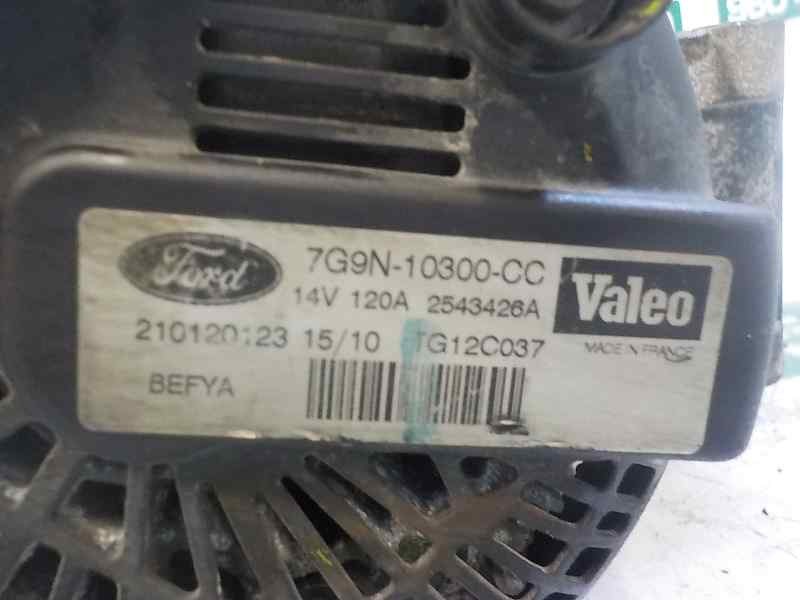 Ford
7G9N-10300-CC
14V 120A 2543426A
Valeo
210120123 15/10 TG12C037
MADE IN FRANCE
BEFYA